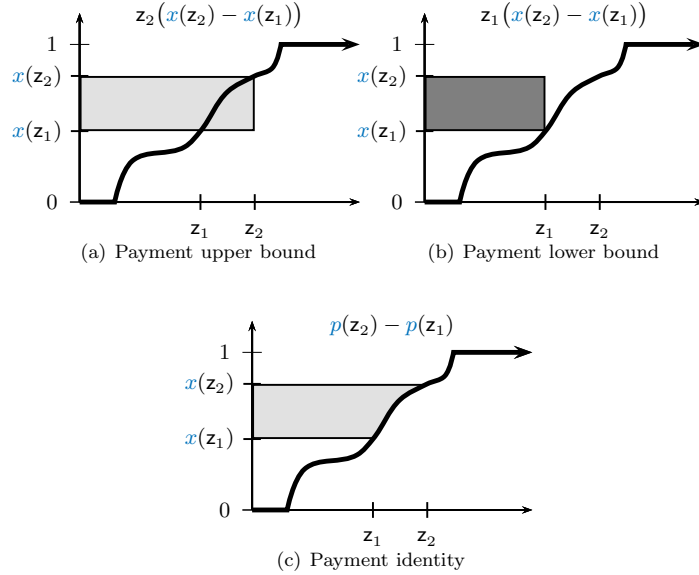 z₂(x(z₂) − x(z₁))
1
x(z₂)
x(z₁)
0
z₁ z₂
(a) Payment upper bound
z₁(x(z₂) − x(z₁))
1
x(z₂)
x(z₁)
0
z₁ z₂
(b) Payment lower bound
p(z₂) − p(z₁)
1
x(z₂)
x(z₁)
0
z₁ z₂
(c) Payment identity